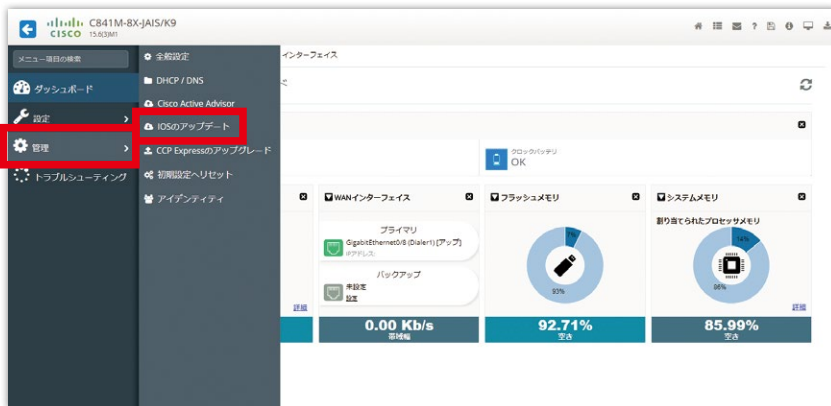 C841M-8X-JAIS/K9
CISCO 15.6(3)M1
メニュー項目の検索
ダッシュボード
設定
管理
トラブルシューティング
全般設定
DHCP / DNS
Cisco Active Advisor
IOSのアップデート
CCP Expressのアップグレード
初期設定へリセット
アイデンティティ
インターフェイス
クロックバッテリ
OK
詳細
WANインターフェイス
プライマリ
GigabitEthernet0/8 (Dialer1) [アップ]
IPアドレス:
バックアップ
未設定
設定
0.00 Kb/s
帯域幅
フラッシュメモリ
7%
93%
92.71%
空き
システムメモリ
割り当てられたプロセッサメモリ
14%
86%
詳細
85.99%
空き